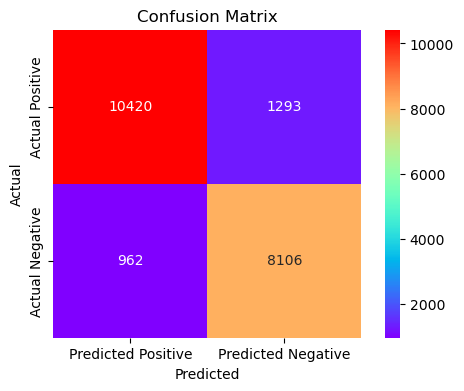 Confusion Matrix
Actual
Actual Positive
Actual Negative
10420
1293
962
8106
Predicted Positive
Predicted Negative
Predicted
10000
8000
6000
4000
2000